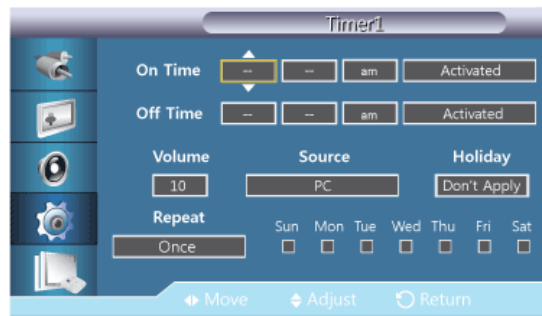 Timer1
On Time -- -- am Activated
Off Time -- -- am Activated
Volume Source Holiday
10 PC Don't Apply
Repeat Sun Mon Tue Wed Thu Fri Sat
Once
Move Adjust Return